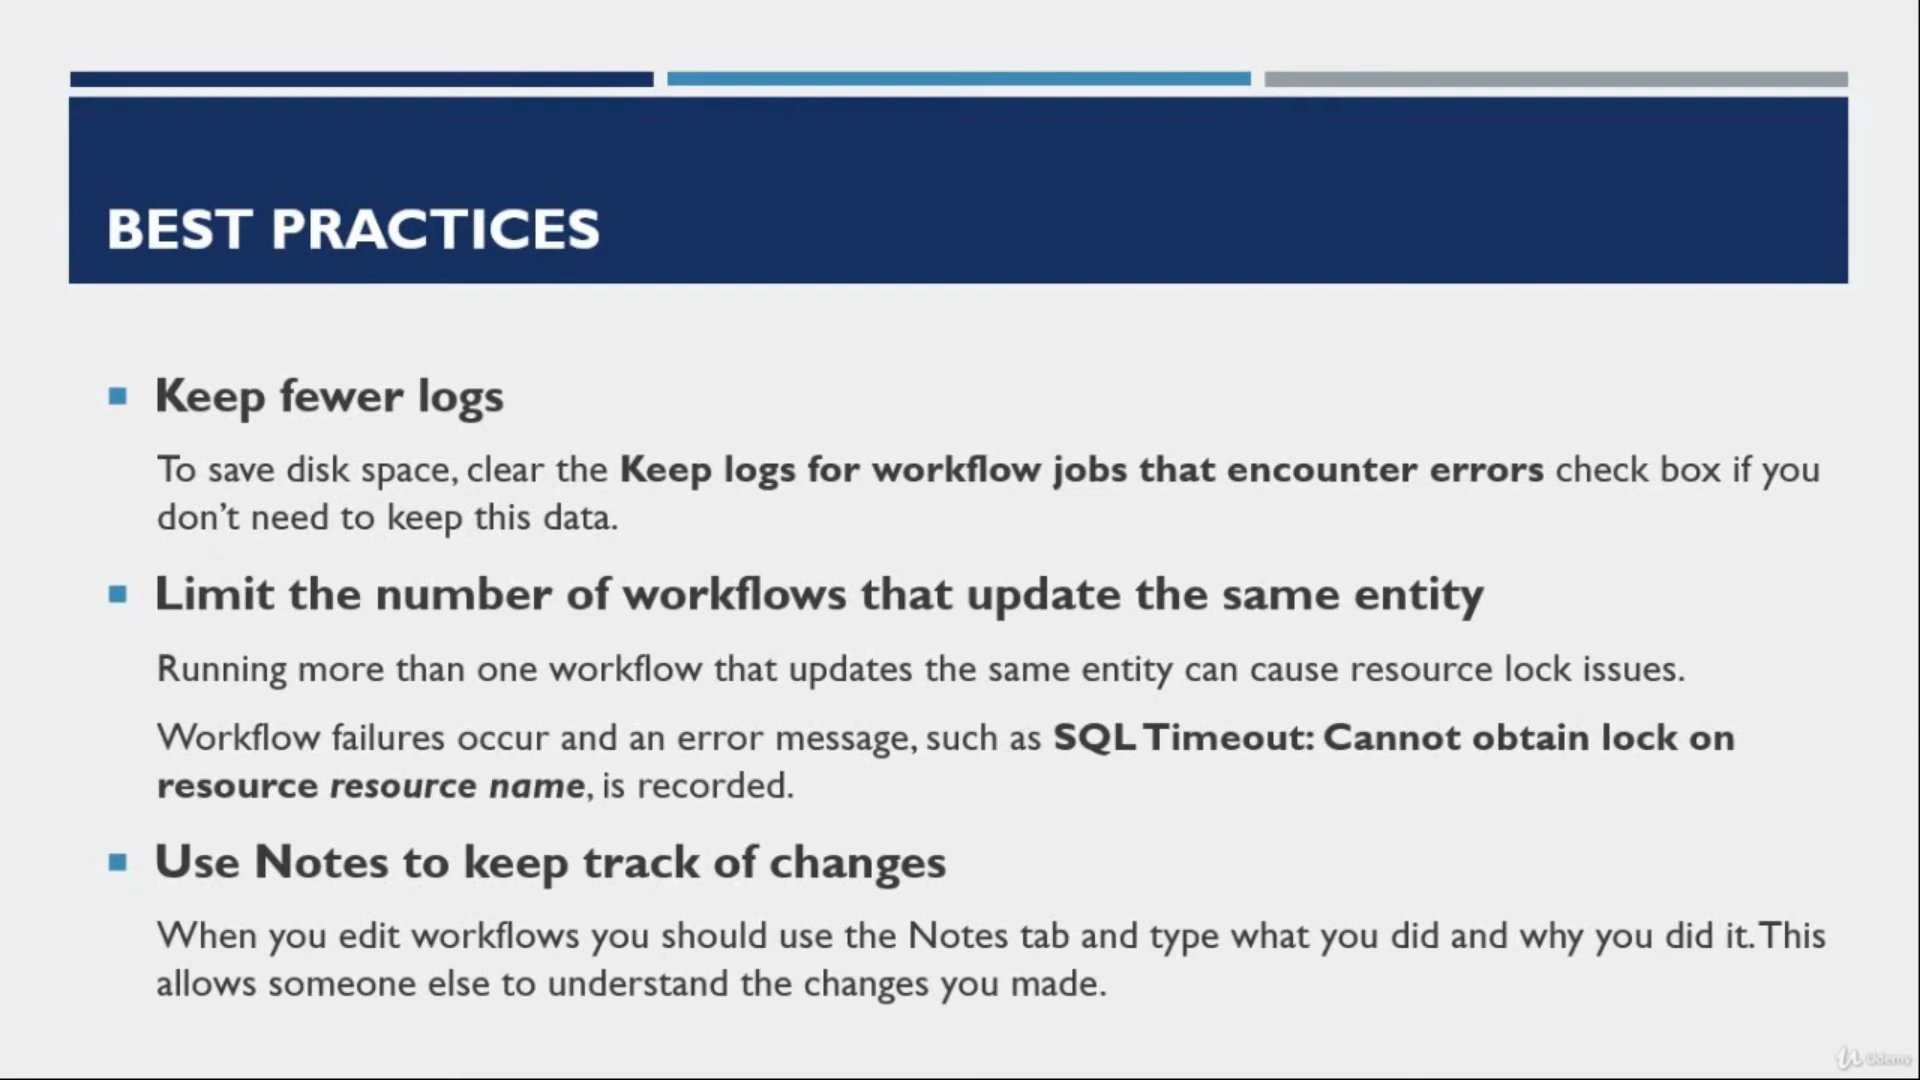 BEST PRACTICES
Keep fewer logs
To save disk space, clear the Keep logs for workflow jobs that encounter errors check box if you
don't need to keep this data.
Limit the number of workflows that update the same entity
Running more than one workflow that updates the same entity can cause resource lock issues.
Workflow failures occur and an error message, such as SQL Timeout: Cannot obtain lock on
resource resource name, is recorded.
Use Notes to keep track of changes
When you edit workflows you should use the Notes tab and type what you did and why you did it. This
allows someone else to understand the changes you made.
Udemy